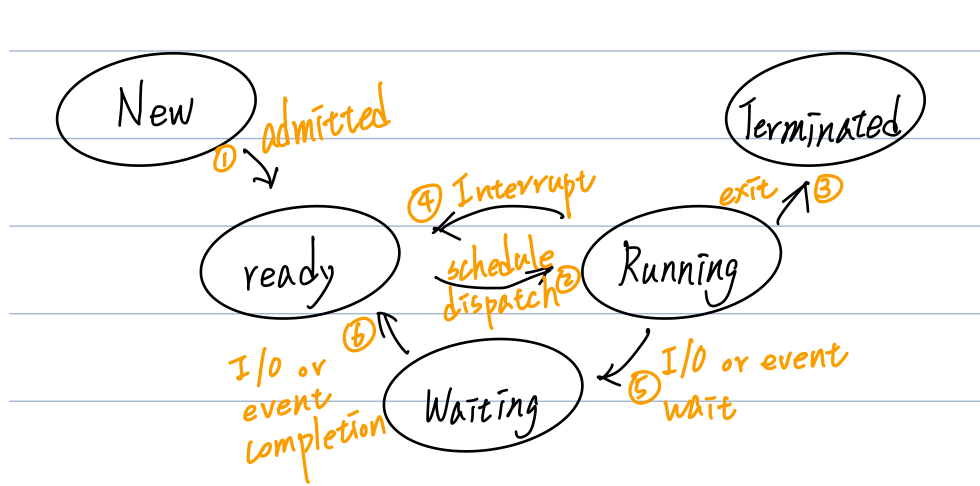 New
① admitted
Terminated
exit ③
④ Interrupt
ready
schedule
dispatch ②
Running
⑥
I/O or
event
completion
Waiting
⑤ I/O or event
wait